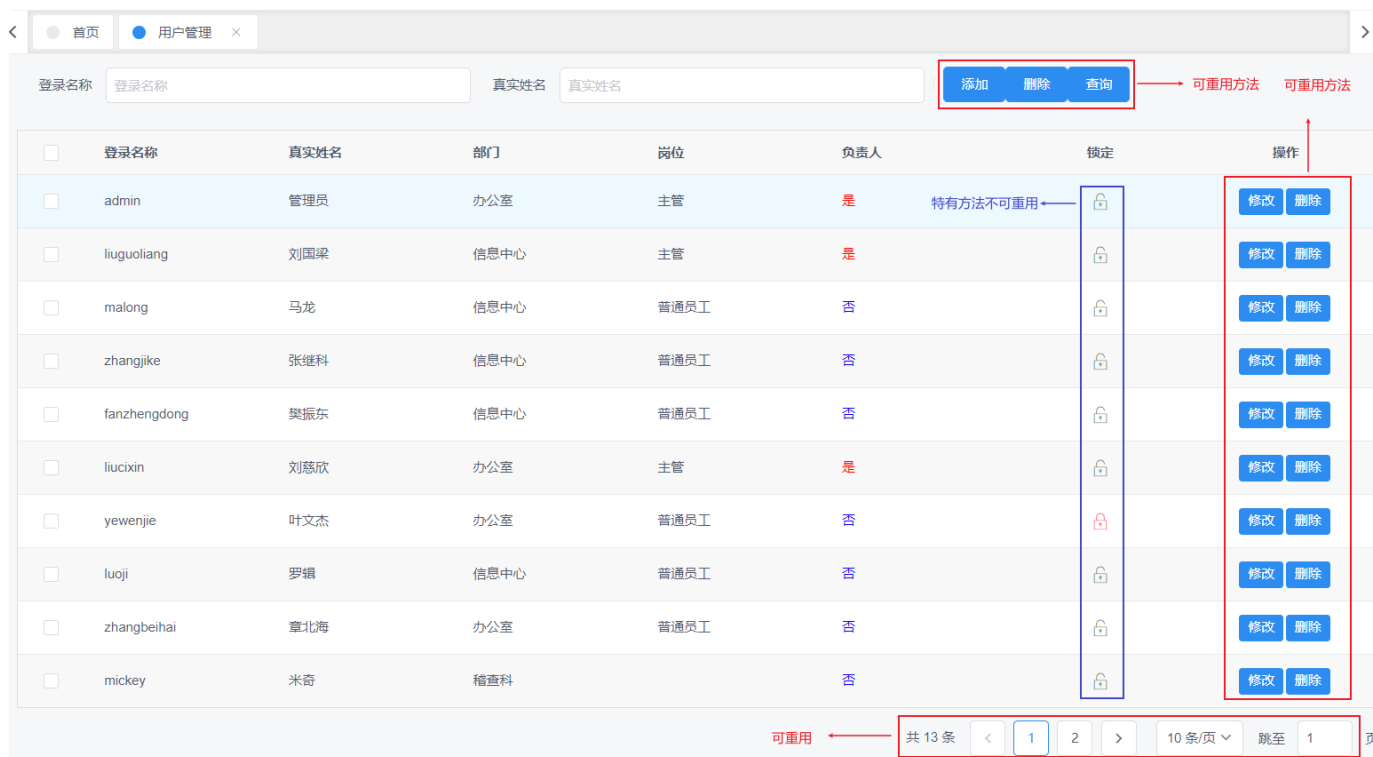 首页 用户管理
登录名称 登录名称 真实姓名 真实姓名 添加 删除 查询 可重用方法 可重用方法
登录名称 真实姓名 部门 岗位 负责人 锁定 操作
admin 管理员 办公室 主管 是 特有方法不可重用 修改 删除
liuguoliang 刘国梁 信息中心 主管 是 修改 删除
malong 马龙 信息中心 普通员工 否 修改 删除
zhangjike 张继科 信息中心 普通员工 否 修改 删除
fanzhengdong 樊振东 信息中心 普通员工 否 修改 删除
liucixin 刘慈欣 办公室 主管 是 修改 删除
yewenjie 叶文杰 办公室 普通员工 否 修改 删除
luoji 罗辑 信息中心 普通员工 否 修改 删除
zhangbeihai 章北海 办公室 普通员工 否 修改 删除
mickey 米奇 稽查科 否 修改 删除
可重用 共 13 条 1 2 10 条/页 跳至 1